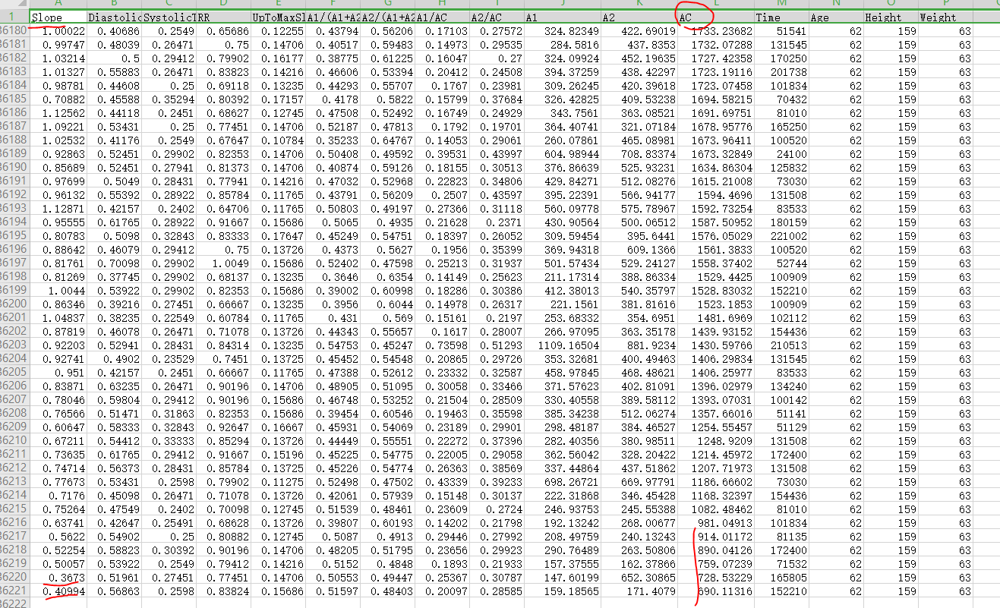 A B C D E F G H I J K L M N O P
1 Slope Diastolic SystolicT RR UpToMaxSl A1/(A1+A2 A2/(A1+A2 A1/AC A2/AC A1 A2 AC Time Age Height Weight
36180 1.00022 0.40686 0.2549 0.65686 0.12255 0.43794 0.56206 0.17103 0.27572 324.82349 422.69019 1733.23682 51541 62 159 63
36181 0.99747 0.48039 0.26471 0.75 0.14706 0.40517 0.59483 0.14973 0.29535 284.5816 437.8353 1732.07288 131545 62 159 63
36182 1.03214 0.5 0.29412 0.79902 0.16177 0.38775 0.61225 0.16047 0.27 324.09924 452.19635 1727.42358 170250 62 159 63
36183 1.01327 0.55883 0.26471 0.83823 0.14216 0.46606 0.53394 0.20412 0.24508 394.37259 438.42297 1723.19116 201738 62 159 63
36184 0.98781 0.44608 0.25 0.69118 0.13235 0.44293 0.55707 0.1767 0.23981 309.26245 420.39618 1723.07458 101834 62 159 63
36185 0.70882 0.45588 0.35294 0.80392 0.17157 0.4178 0.5822 0.15799 0.37684 326.42825 409.53238 1694.58215 70432 62 159 63
36186 1.12562 0.44118 0.2451 0.68627 0.12745 0.47508 0.52492 0.16749 0.24929 343.7561 363.08521 1691.69751 81010 62 159 63
36187 1.09221 0.53431 0.25 0.77451 0.14706 0.52187 0.47813 0.1792 0.19701 364.40741 321.07184 1678.95776 165250 62 159 63
36188 1.02532 0.41176 0.2549 0.67647 0.10784 0.35233 0.64767 0.14053 0.29061 260.07861 465.08981 1673.96411 100520 62 159 63
36189 0.92863 0.52451 0.29902 0.82353 0.14706 0.50408 0.49592 0.39531 0.43997 604.98944 708.83374 1673.32849 24100 62 159 63
36190 0.85689 0.52451 0.27941 0.81373 0.14706 0.40874 0.59126 0.18155 0.30513 376.86639 525.93231 1634.86304 125832 62 159 63
36191 0.97699 0.5049 0.28431 0.77941 0.14216 0.47032 0.52968 0.22823 0.34806 429.84271 512.08276 1615.21008 73030 62 159 63
36192 0.96132 0.55392 0.28922 0.85784 0.11765 0.43791 0.56209 0.2507 0.43597 395.22391 566.94177 1594.4696 131508 62 159 63
36193 1.12871 0.42157 0.2402 0.64706 0.11765 0.50803 0.49197 0.27366 0.31118 560.09778 575.78967 1592.73254 83533 62 159 63
36194 0.95555 0.61765 0.28922 0.91667 0.15686 0.5065 0.4935 0.21628 0.2371 430.90564 500.06512 1587.50952 180159 62 159 63
36195 0.80783 0.5098 0.32843 0.83333 0.17647 0.45249 0.54751 0.18397 0.26052 309.59454 395.6441 1576.05029 221002 62 159 63
36196 0.88642 0.46079 0.29412 0.75 0.13726 0.4373 0.5627 0.1956 0.35399 369.94318 609.1366 1561.3833 100520 62 159 63
36197 0.81761 0.70098 0.29902 1.0049 0.15686 0.52402 0.47598 0.25213 0.31937 501.57434 529.24127 1558.37402 52744 62 159 63
36198 0.81269 0.37745 0.29902 0.68137 0.13235 0.3646 0.6354 0.14149 0.25623 211.17314 388.86334 1529.4425 100909 62 159 63
36199 1.0044 0.53922 0.29902 0.82353 0.15686 0.39002 0.60998 0.18286 0.30386 412.38013 540.35797 1528.83032 152210 62 159 63
36200 0.86346 0.39216 0.27451 0.66667 0.13235 0.3956 0.6044 0.14978 0.26317 221.1561 381.81616 1523.1853 100909 62 159 63
36201 1.04837 0.38235 0.22549 0.60784 0.11765 0.431 0.569 0.15161 0.2197 253.68332 354.6951 1481.6969 102112 62 159 63
36202 0.87819 0.46078 0.26471 0.71078 0.13726 0.44343 0.55657 0.1617 0.28007 266.97095 363.35178 1439.93152 154436 62 159 63
36203 0.92203 0.52941 0.28431 0.84314 0.13235 0.54753 0.45247 0.73598 0.51293 1109.16504 881.9234 1430.59766 210513 62 159 63
36204 0.92741 0.4902 0.23529 0.7451 0.13725 0.45452 0.54548 0.20865 0.29726 353.32681 400.49463 1406.29834 131545 62 159 63
36205 0.951 0.42157 0.2451 0.66667 0.11765 0.47388 0.52612 0.23332 0.32587 458.97845 468.48621 1406.25977 83533 62 159 63
36206 0.83871 0.63235 0.26471 0.90196 0.14706 0.48905 0.51095 0.30058 0.33466 371.57623 402.81091 1396.02979 134240 62 159 63
36207 0.78046 0.59804 0.29412 0.90196 0.15686 0.46748 0.53252 0.21504 0.28509 330.40558 389.58112 1393.07031 100142 62 159 63
36208 0.76566 0.51471 0.31863 0.82353 0.15686 0.39454 0.60546 0.19463 0.35598 385.34238 512.06274 1357.66016 51141 62 159 63
36209 0.60647 0.58333 0.32843 0.92647 0.16667 0.45931 0.54069 0.23189 0.29901 298.48187 384.46527 1254.55457 51129 62 159 63
36210 0.67211 0.54412 0.33333 0.85294 0.13726 0.44449 0.55551 0.22272 0.37396 282.40356 380.98511 1248.9209 131508 62 159 63
36211 0.73635 0.61765 0.29412 0.91667 0.15196 0.45225 0.54775 0.22005 0.29058 362.56042 328.20422 1214.45972 172400 62 159 63
36212 0.74714 0.56373 0.28431 0.85784 0.13725 0.45226 0.54774 0.26363 0.38569 337.44864 437.51862 1207.71973 131508 62 159 63
36213 0.77673 0.53431 0.2598 0.79902 0.11275 0.52498 0.47502 0.43339 0.39233 698.26721 669.97791 1186.66602 73030 62 159 63
36214 0.7176 0.45098 0.26471 0.71078 0.13726 0.42061 0.57939 0.15148 0.30137 222.31868 346.45428 1168.32397 154436 62 159 63
36215 0.75264 0.47549 0.2402 0.70098 0.12745 0.51539 0.48461 0.23609 0.2724 246.93753 245.55388 1082.48462 81010 62 159 63
36216 0.63741 0.42647 0.25491 0.68628 0.13726 0.39807 0.60193 0.14202 0.21798 192.13242 268.00677 981.04913 101834 62 159 63
36217 0.5622 0.54902 0.25 0.80882 0.12745 0.5087 0.4913 0.29446 0.27992 208.49759 240.13243 914.01172 81135 62 159 63
36218 0.52254 0.58823 0.30392 0.90196 0.14706 0.48205 0.51795 0.23656 0.29923 290.76489 263.50806 890.04126 172400 62 159 63
36219 0.50057 0.53922 0.2549 0.79412 0.14216 0.5152 0.4848 0.1893 0.21933 157.37555 162.37866 759.07239 71532 62 159 63
36220 0.3673 0.51961 0.27451 0.77451 0.14706 0.50553 0.49447 0.25367 0.30787 147.60199 652.30865 728.53229 165805 62 159 63
36221 0.40994 0.56863 0.2598 0.83824 0.15686 0.51597 0.48403 0.20097 0.28585 159.18565 171.4079 690.11316 152210 62 159 63
36222